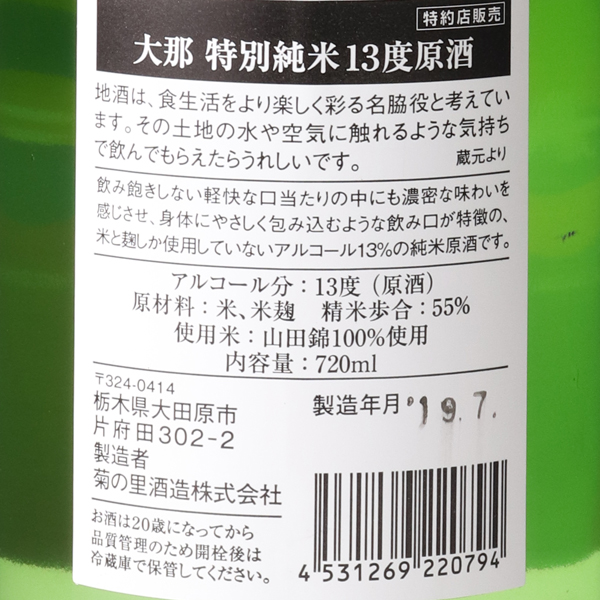 特約店販売
大那 特別純米13度原酒
地酒は、食生活をより楽しく彩る名脇役と考えてい
ます。その土地の水や空気に触れるような気持ち
で飲んでもらえたらうれしいです。 蔵元より
飲み飽きしない軽快な口当たりの中にも濃密な味わいを
感じさせ、身体にやさしく包み込むような飲み口が特徴の、
米と麹しか使用していないアルコール13%の純米原酒です。
アルコール分：13度（原酒）
原材料：米、米麹 精米歩合：55%
使用米：山田錦100%使用
内容量：720ml
〒324-0414
栃木県大田原市
片府田302-2
製造者
菊の里酒造株式会社
製造年月 '19.7.
お酒は20歳になってから
品質管理のため開栓後は
冷蔵庫で保管してください。
4 531269 220794